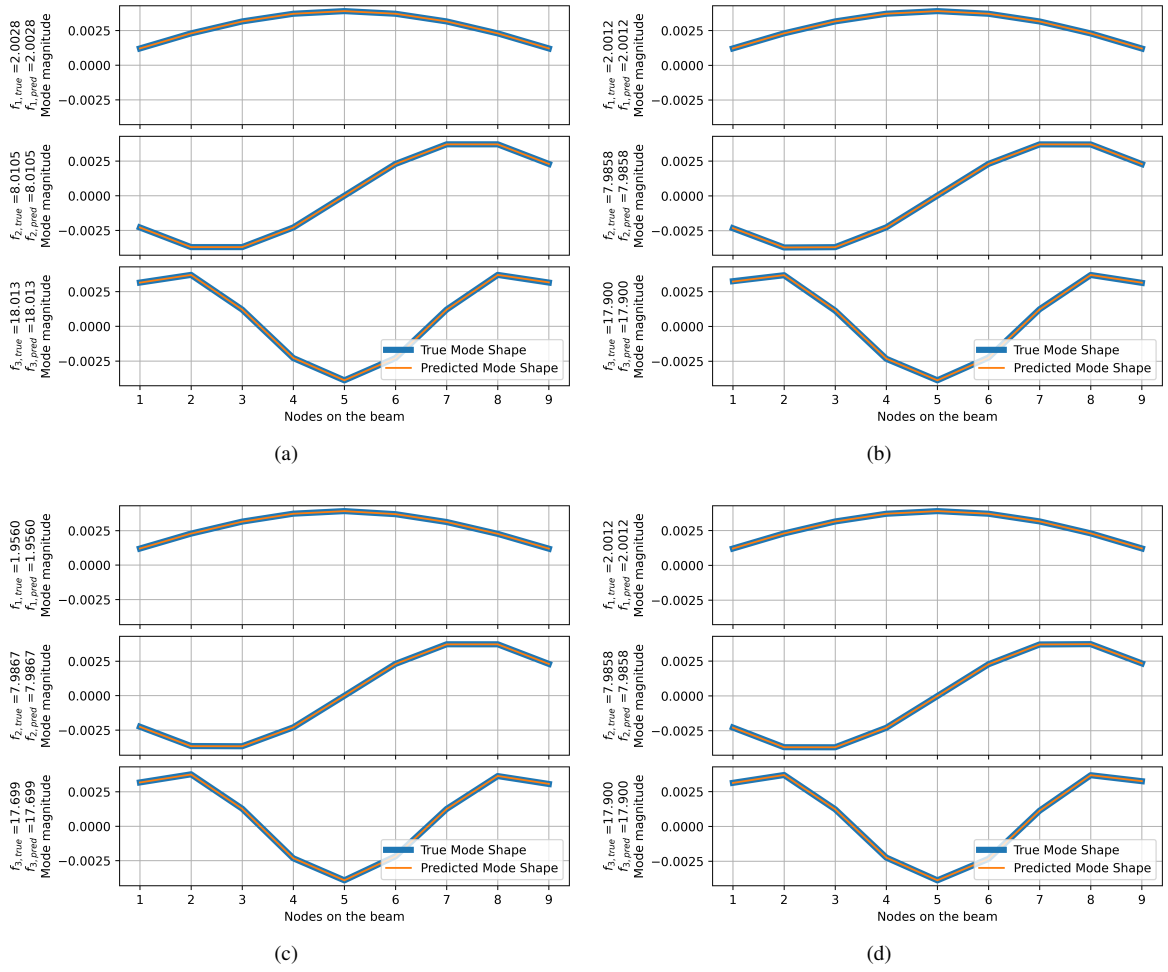 f1,true =2.0028
f1,pred =2.0028
Mode magnitude
0.0025
0.0000
−0.0025
f2,true =8.0105
f2,pred =8.0105
Mode magnitude
0.0025
0.0000
−0.0025
f3,true =18.013
f3,pred =18.013
Mode magnitude
0.0025
0.0000
−0.0025
True Mode Shape
Predicted Mode Shape
1 2 3 4 5 6 7 8 9
Nodes on the beam
(a)
f1,true =2.0012
f1,pred =2.0012
Mode magnitude
0.0025
0.0000
−0.0025
f2,true =7.9858
f2,pred =7.9858
Mode magnitude
0.0025
0.0000
−0.0025
f3,true =17.900
f3,pred =17.900
Mode magnitude
0.0025
0.0000
−0.0025
True Mode Shape
Predicted Mode Shape
1 2 3 4 5 6 7 8 9
Nodes on the beam
(b)
f1,true =1.9560
f1,pred =1.9560
Mode magnitude
0.0025
0.0000
−0.0025
f2,true =7.9867
f2,pred =7.9867
Mode magnitude
0.0025
0.0000
−0.0025
f3,true =17.699
f3,pred =17.699
Mode magnitude
0.0025
0.0000
−0.0025
True Mode Shape
Predicted Mode Shape
1 2 3 4 5 6 7 8 9
Nodes on the beam
(c)
f1,true =2.0012
f1,pred =2.0012
Mode magnitude
0.0025
0.0000
−0.0025
f2,true =7.9858
f2,pred =7.9858
Mode magnitude
0.0025
0.0000
−0.0025
f3,true =17.900
f3,pred =17.900
Mode magnitude
0.0025
0.0000
−0.0025
True Mode Shape
Predicted Mode Shape
1 2 3 4 5 6 7 8 9
Nodes on the beam
(d)